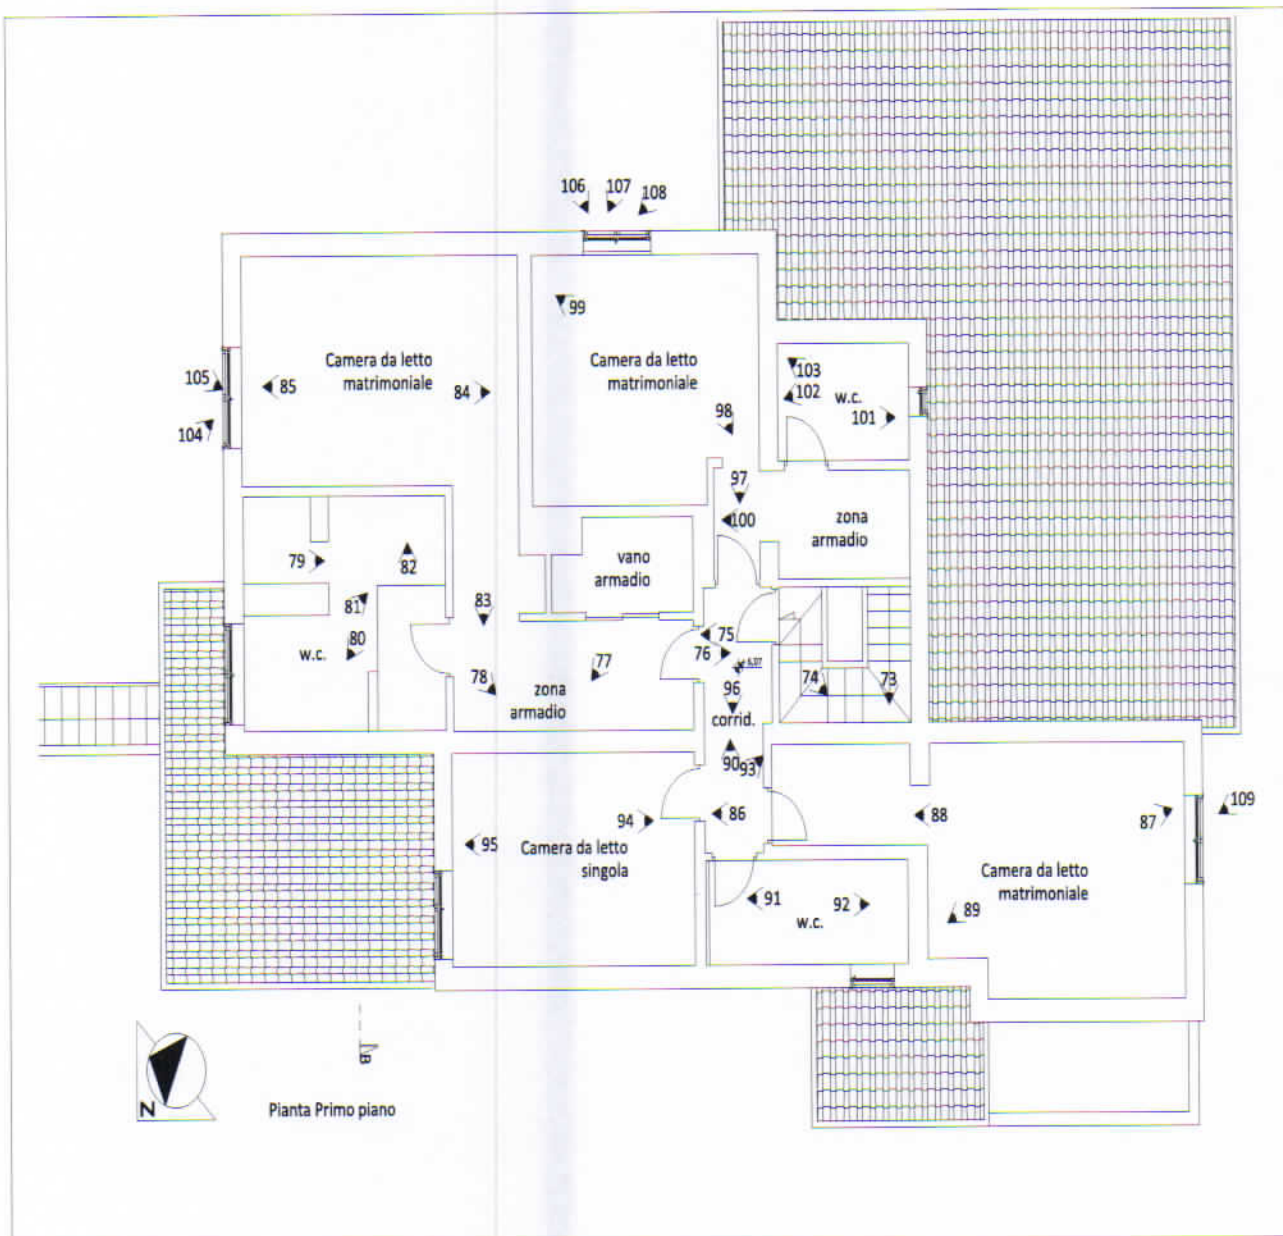 106
107
108
99
Camera da letto
matrimoniale
Camera da letto
matrimoniale
103
102
w.c.
101
105
85
84
104
98
97
100
zona
armadio
79
82
vano
armadio
81
83
80
w.c.
75
76
77
78
zona
armadio
96
corrid.
74
73
90
93
94
86
88
87
109
95
Camera da letto
singola
Camera da letto
matrimoniale
91
92
w.c.
89
B
N
Pianta Primo piano